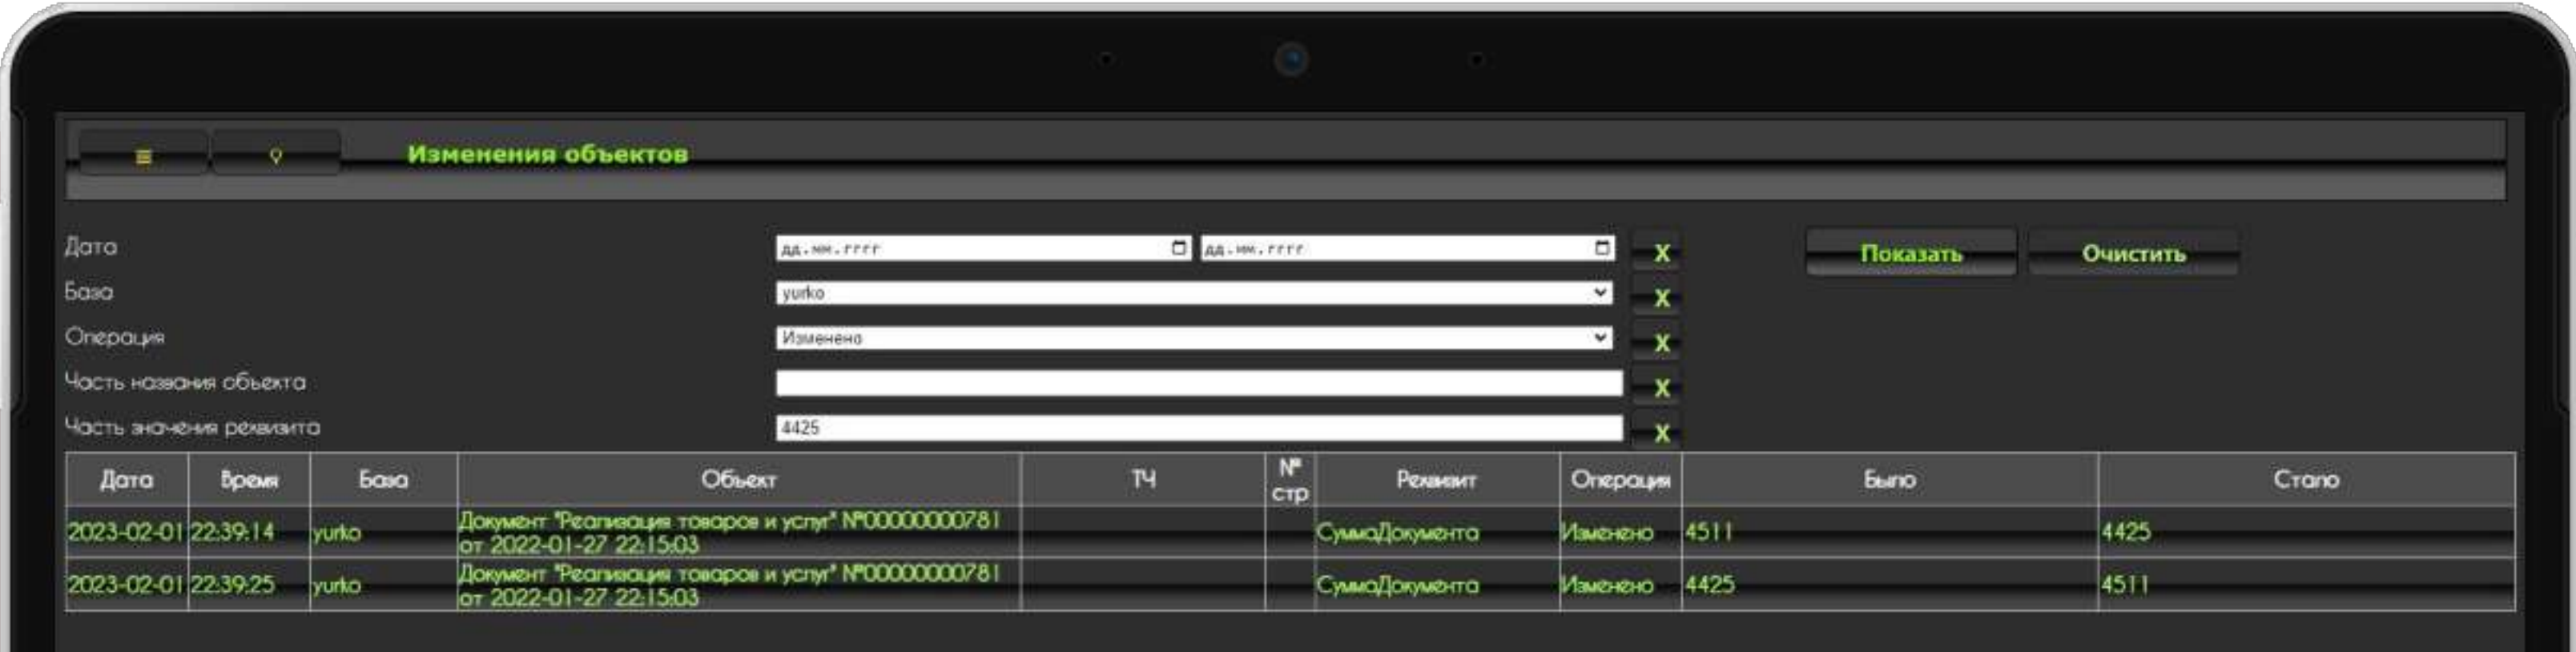 Изменения объектов
Дата дд.мм.гггг дд.мм.гггг X Показать Очистить
База yurko X
Операция Изменено X
Часть названия объекта X
Часть значения реквизита 4425 X
Дата Время База Объект ТЧ № стр Реквизит Операция Было Стало
2023-02-01 22:39:14 yurko Документ "Реализация товаров и услуг" №00000000781 от 2022-01-27 22:15:03 СуммаДокумента Изменено 4511 4425
2023-02-01 22:39:25 yurko Документ "Реализация товаров и услуг" №00000000781 от 2022-01-27 22:15:03 СуммаДокумента Изменено 4425 4511